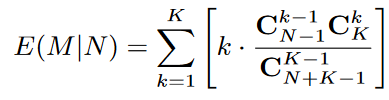 $$E(M|N) = \sum_{k=1}^{K} \left[ k \cdot \frac{\mathbf{C}_{N-1}^{k-1} \mathbf{C}_{K}^{k}}{\mathbf{C}_{N+K-1}^{K-1}} \right]$$